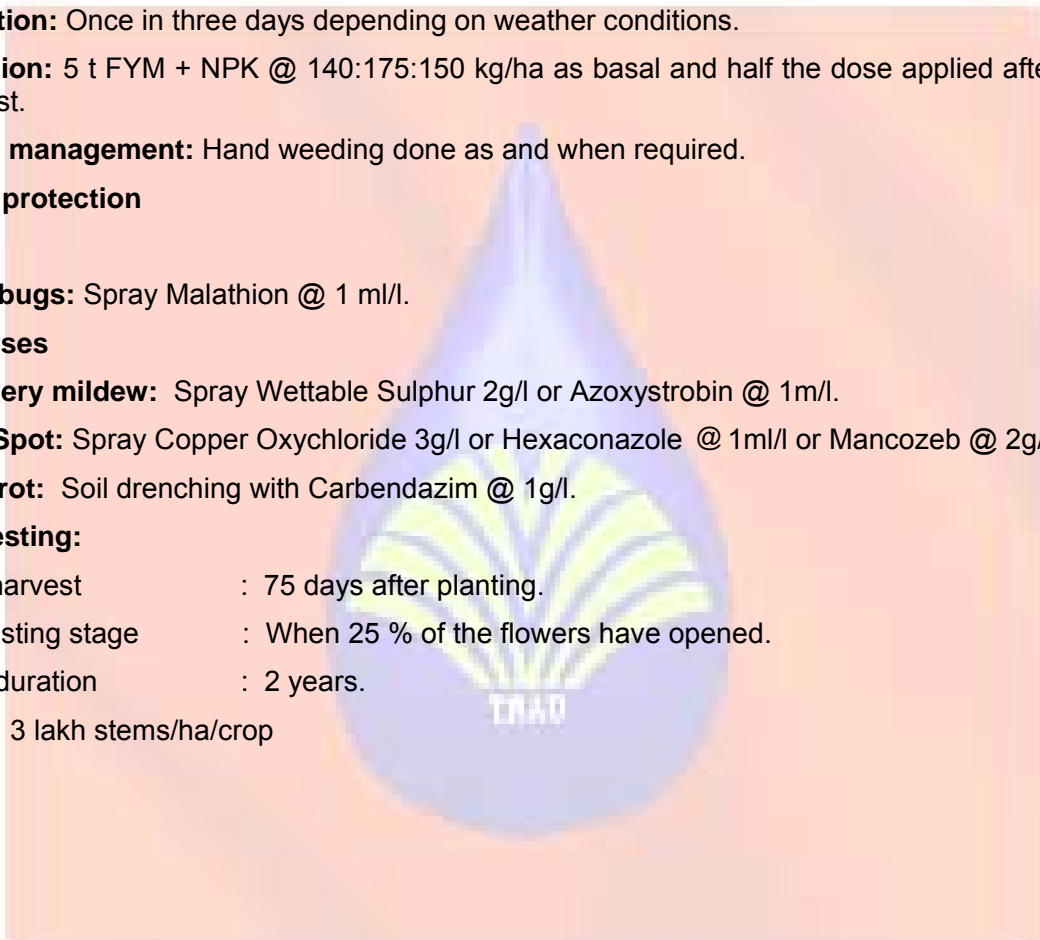 tion: Once in three days depending on weather conditions.
ion: 5 t FYM + NPK @ 140:175:150 kg/ha as basal and half the dose applied afte
st.
management: Hand weeding done as and when required.
protection
bugs: Spray Malathion @ 1 ml/l.
ses
ery mildew: Spray Wettable Sulphur 2g/l or Azoxystrobin @ 1m/l.
Spot: Spray Copper Oxychloride 3g/l or Hexaconazole @ 1ml/l or Mancozeb @ 2g/
rot: Soil drenching with Carbendazim @ 1g/l.
esting:
harvest : 75 days after planting.
sting stage : When 25 % of the flowers have opened.
duration : 2 years.
3 lakh stems/ha/crop